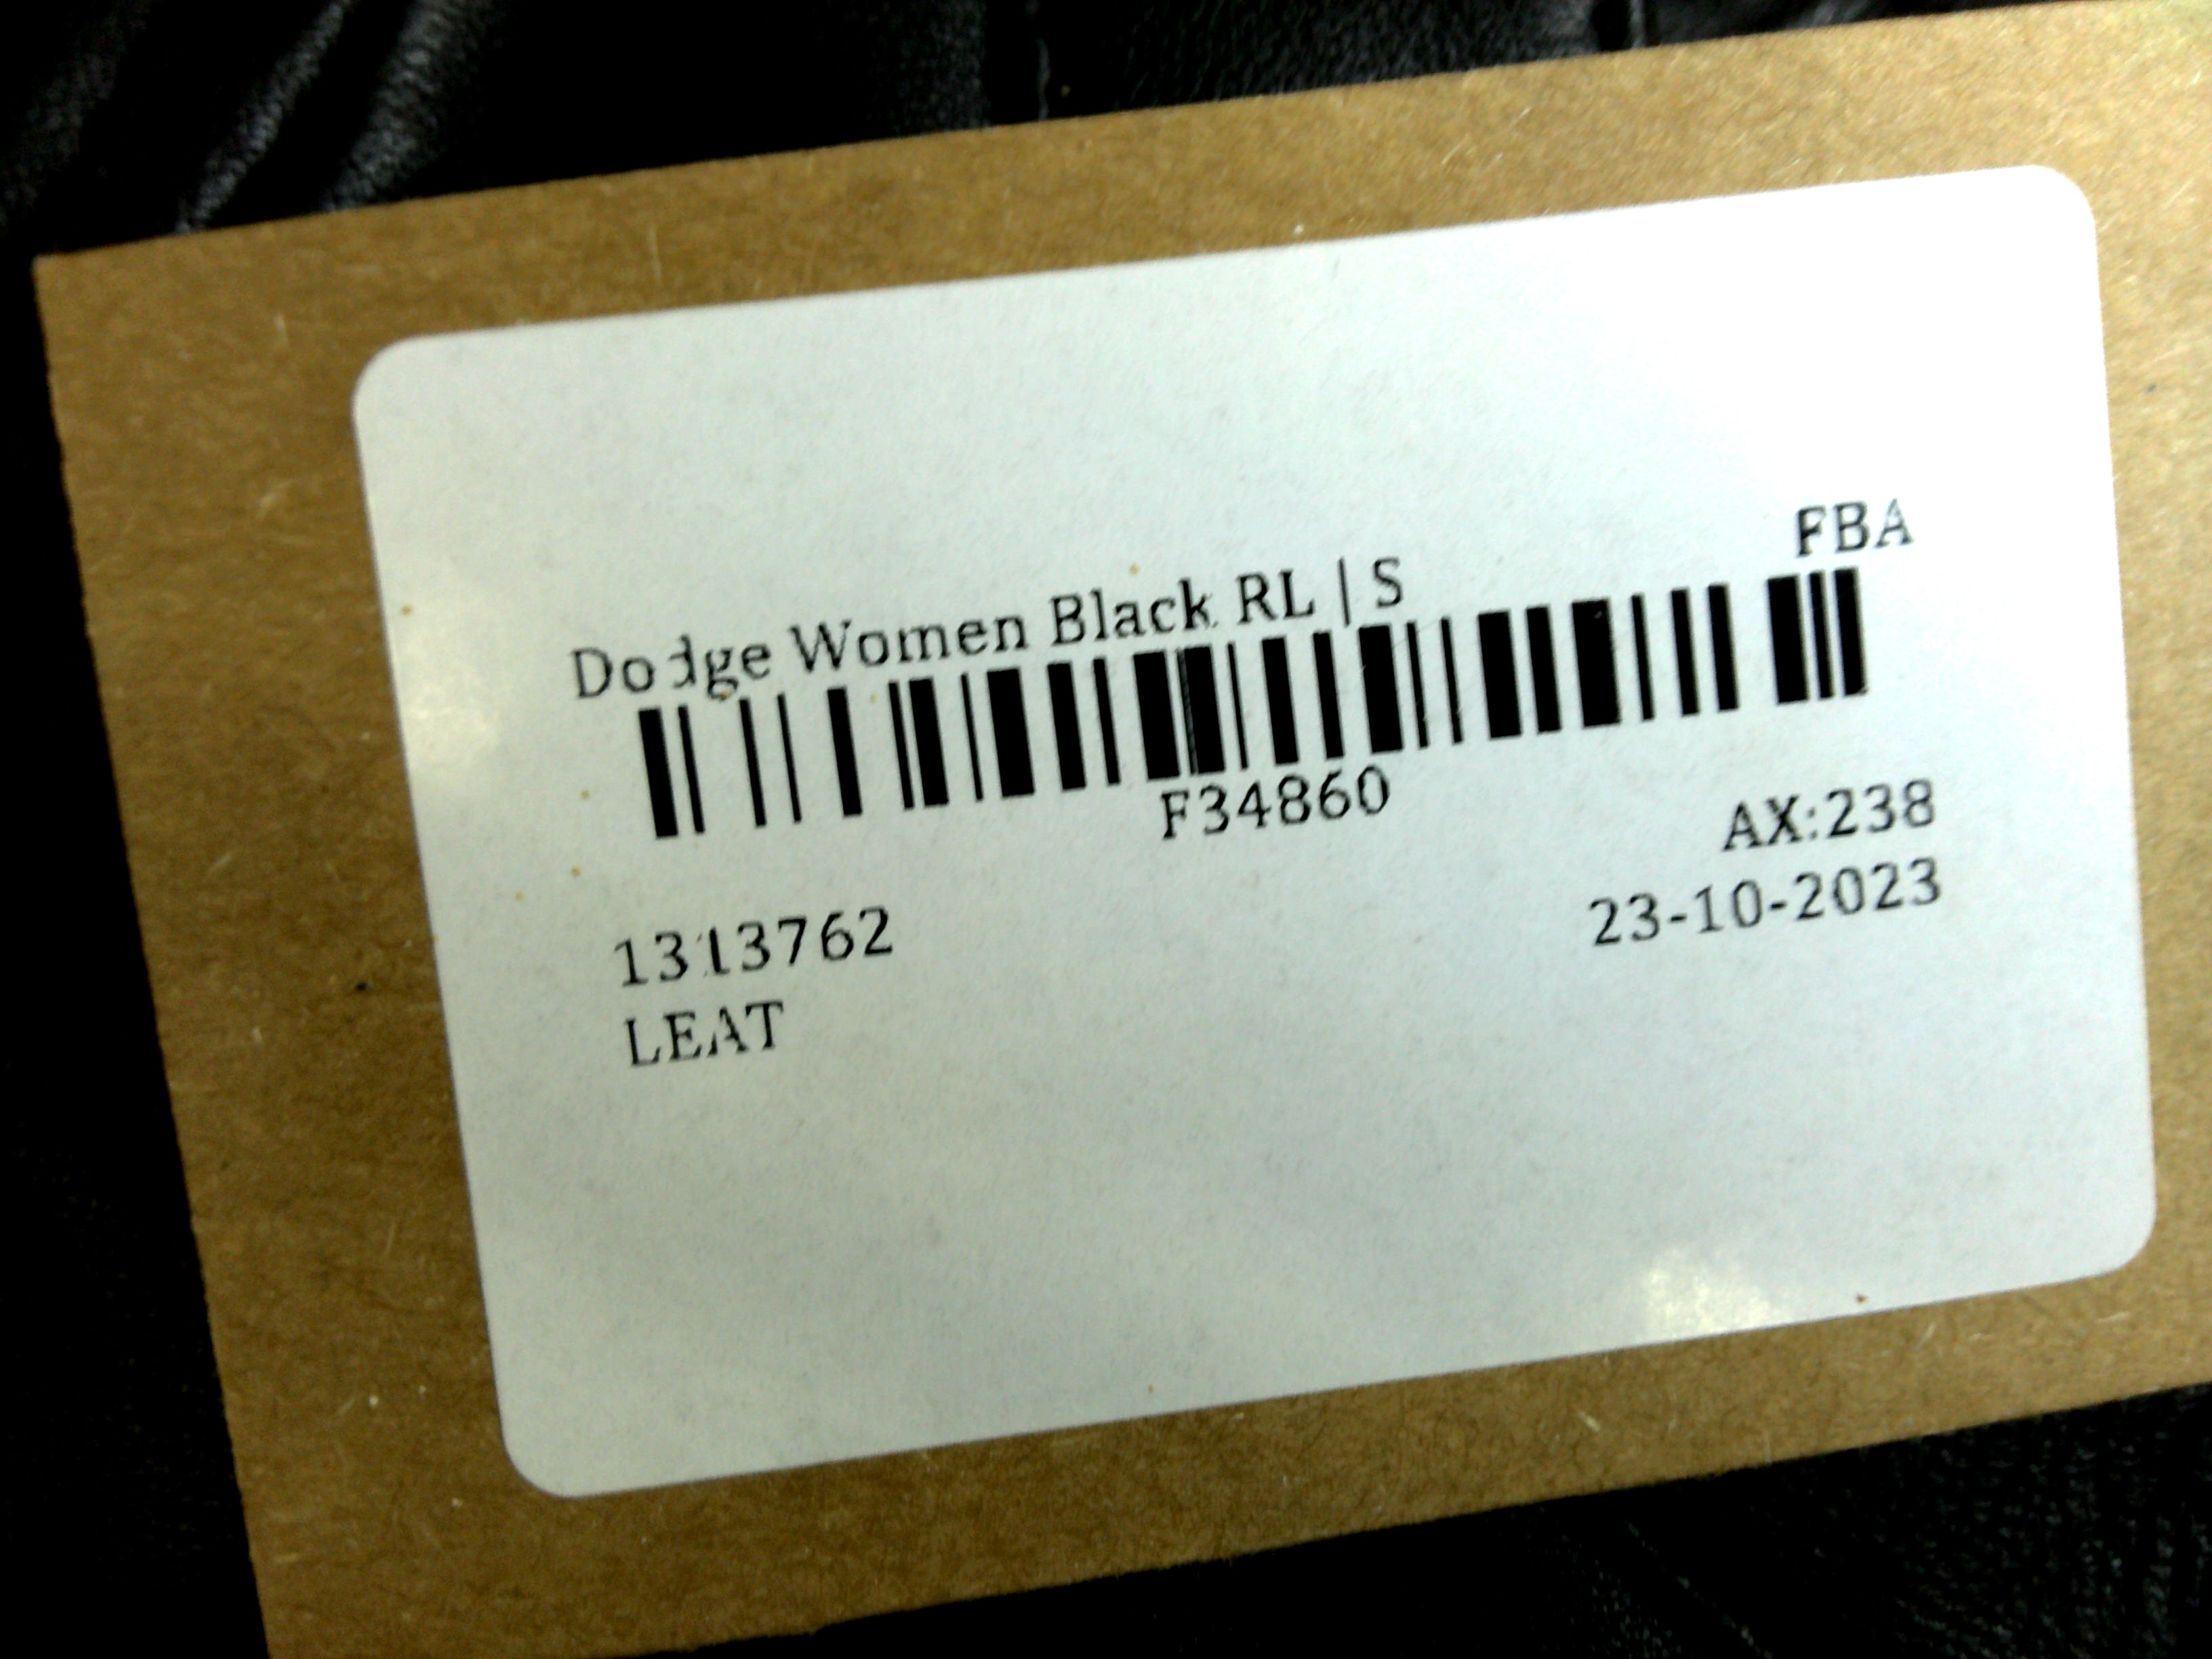 FBA
Dodge Women Black RL | S
F34860
AX:238
1313762
23-10-2023
LEAT